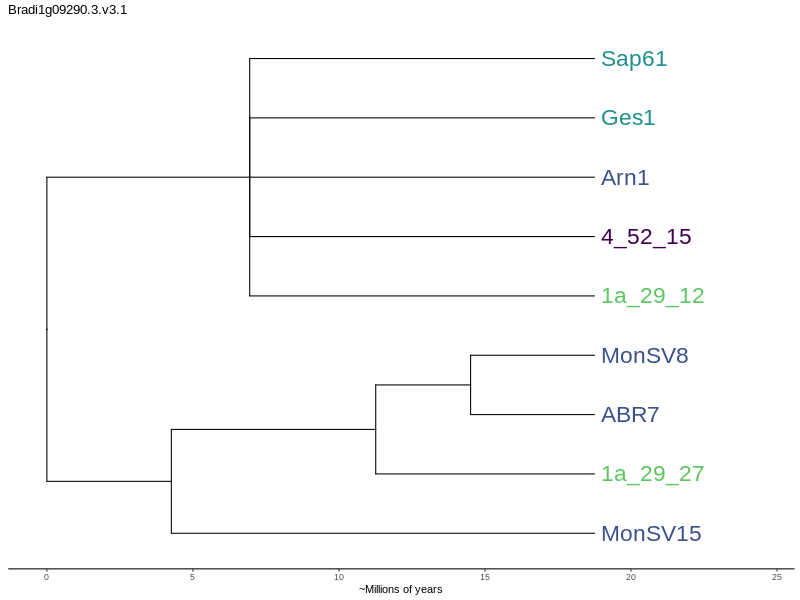 Bradi1g09290.3.v3.1
Sap61
Ges1
Arn1
4_52_15
1a_29_12
MonSV8
ABR7
1a_29_27
MonSV15
0 5 10 15 20 25
~Millions of years